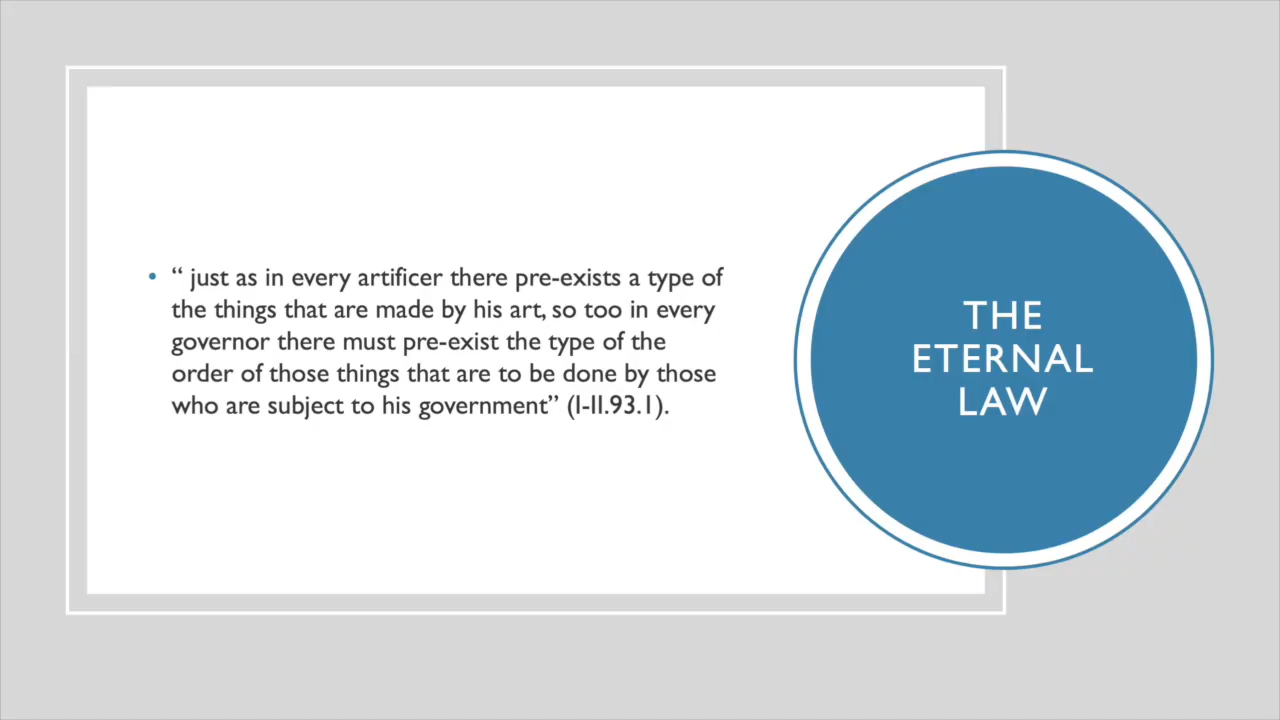 • “ just as in every artificer there pre-exists a type of
the things that are made by his art, so too in every
governor there must pre-exist the type of the
order of those things that are to be done by those
who are subject to his government” (I-II.93.1).
THE
ETERNAL
LAW